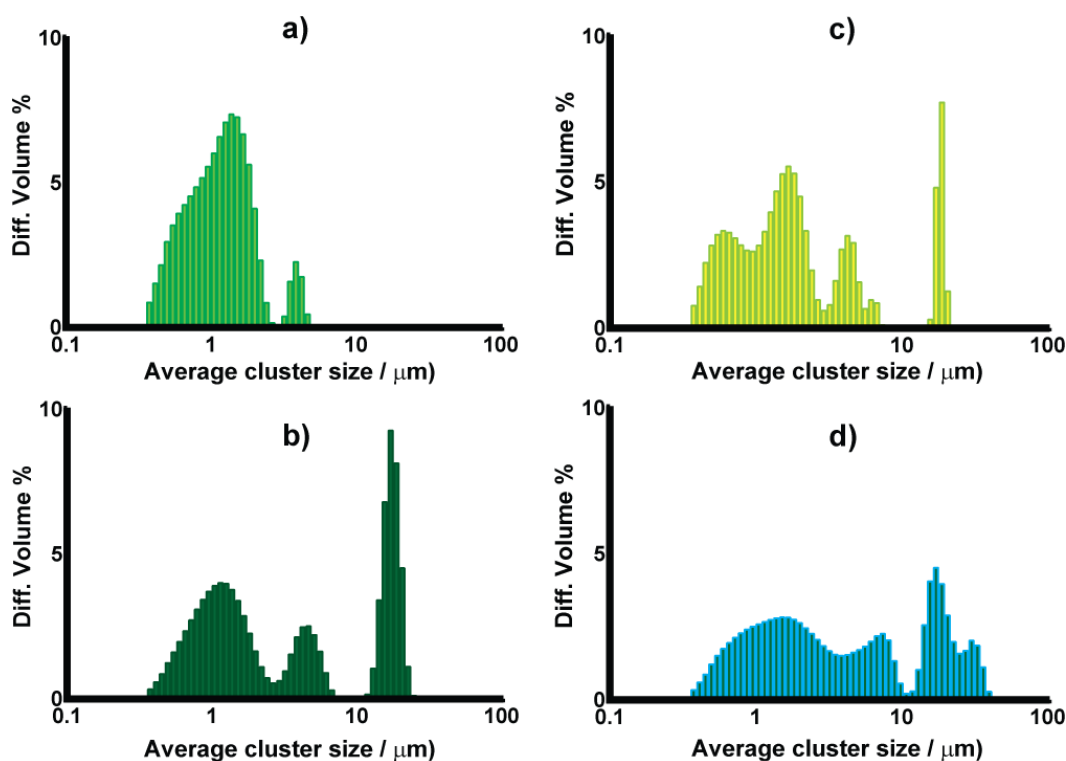 a)
10
5
0
Diff. Volume %
0.1 1 10 100
Average cluster size / μm)
c)
10
5
0
Diff. Volume %
0.1 1 10 100
Average cluster size / μm)
b)
10
5
0
Diff. Volume %
0.1 1 10 100
Average cluster size / μm)
d)
10
5
0
Diff. Volume %
0.1 1 10 100
Average cluster size / μm)